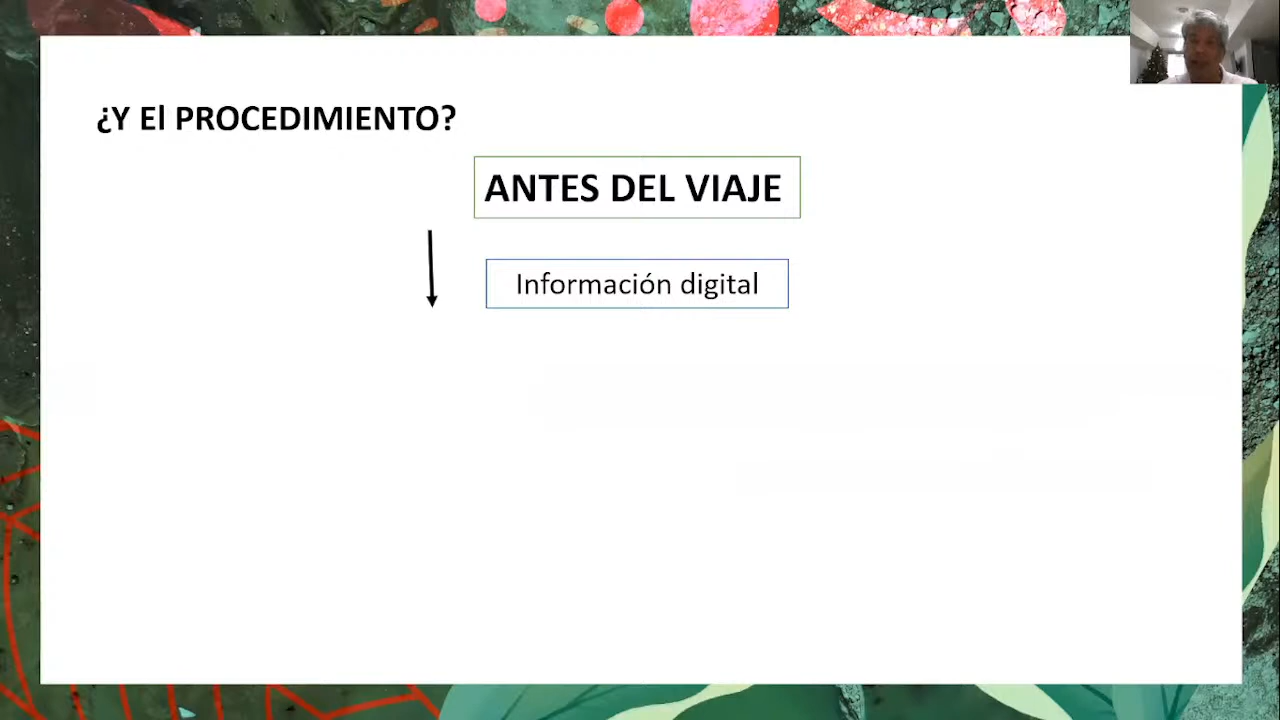 ¿Y El PROCEDIMIENTO?
ANTES DEL VIAJE
Información digital